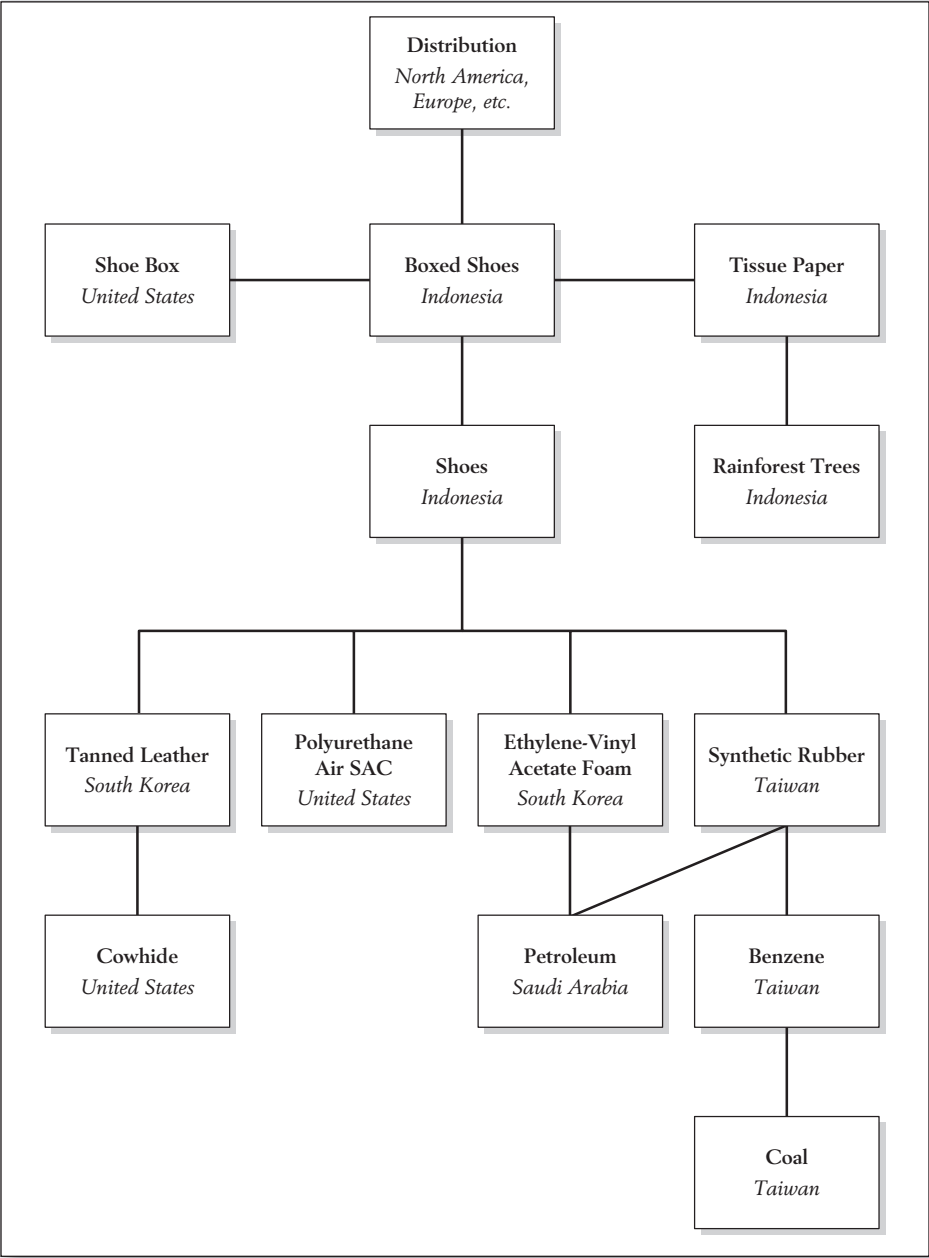 Distribution
North America,
Europe, etc.
Shoe Box
United States
Boxed Shoes
Indonesia
Tissue Paper
Indonesia
Shoes
Indonesia
Rainforest Trees
Indonesia
Tanned Leather
South Korea
Polyurethane
Air SAC
United States
Ethylene-Vinyl
Acetate Foam
South Korea
Synthetic Rubber
Taiwan
Cowhide
United States
Petroleum
Saudi Arabia
Benzene
Taiwan
Coal
Taiwan